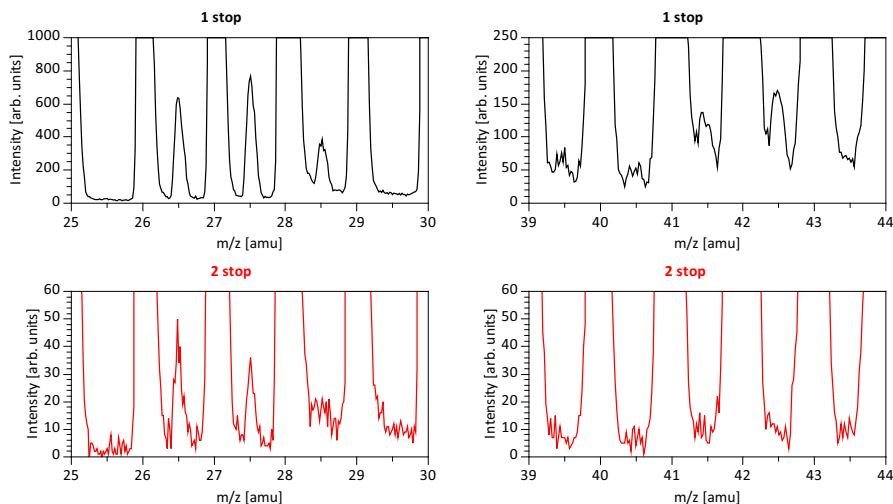 1 stop
Intensity [arb. units]
1000
800
600
400
200
0
25 26 27 28 29 30
m/z [amu]
1 stop
Intensity [arb. units]
250
200
150
100
50
0
39 40 41 42 43 44
m/z [amu]
2 stop
Intensity [arb. units]
60
50
40
30
20
10
0
25 26 27 28 29 30
m/z [amu]
2 stop
Intensity [arb. units]
60
50
40
30
20
10
0
39 40 41 42 43 44
m/z [amu]